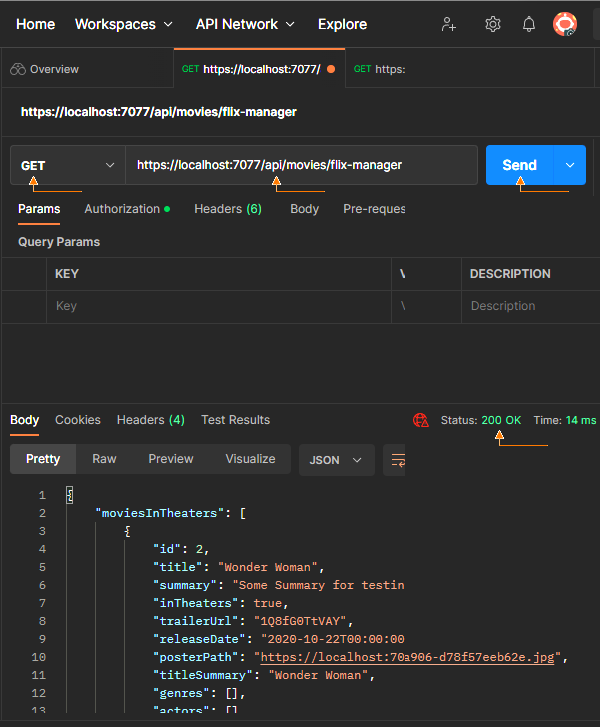 Home Workspaces API Network Explore
Overview GET https://localhost:7077/ GET https:
https://localhost:7077/api/movies/flix-manager
GET https://localhost:7077/api/movies/flix-manager Send
Params Authorization Headers (6) Body Pre-reques
Query Params
KEY DESCRIPTION
Key Description
Body Cookies Headers (4) Test Results Status: 200 OK Time: 14 ms
Pretty Raw Preview Visualize JSON
1 {
2 "moviesInTheaters": [
3 {
4 "id": 2,
5 "title": "Wonder Woman",
6 "summary": "Some Summary for testin
7 "inTheaters": true,
8 "trailerUrl": "1Q8fG0TtVAY",
9 "releaseDate": "2020-10-22T00:00:00
10 "posterPath": "https://localhost:70a906-d78f57eeb62e.jpg",
11 "titleSummary": "Wonder Woman",
12 "genres": [],
13 "actors": []